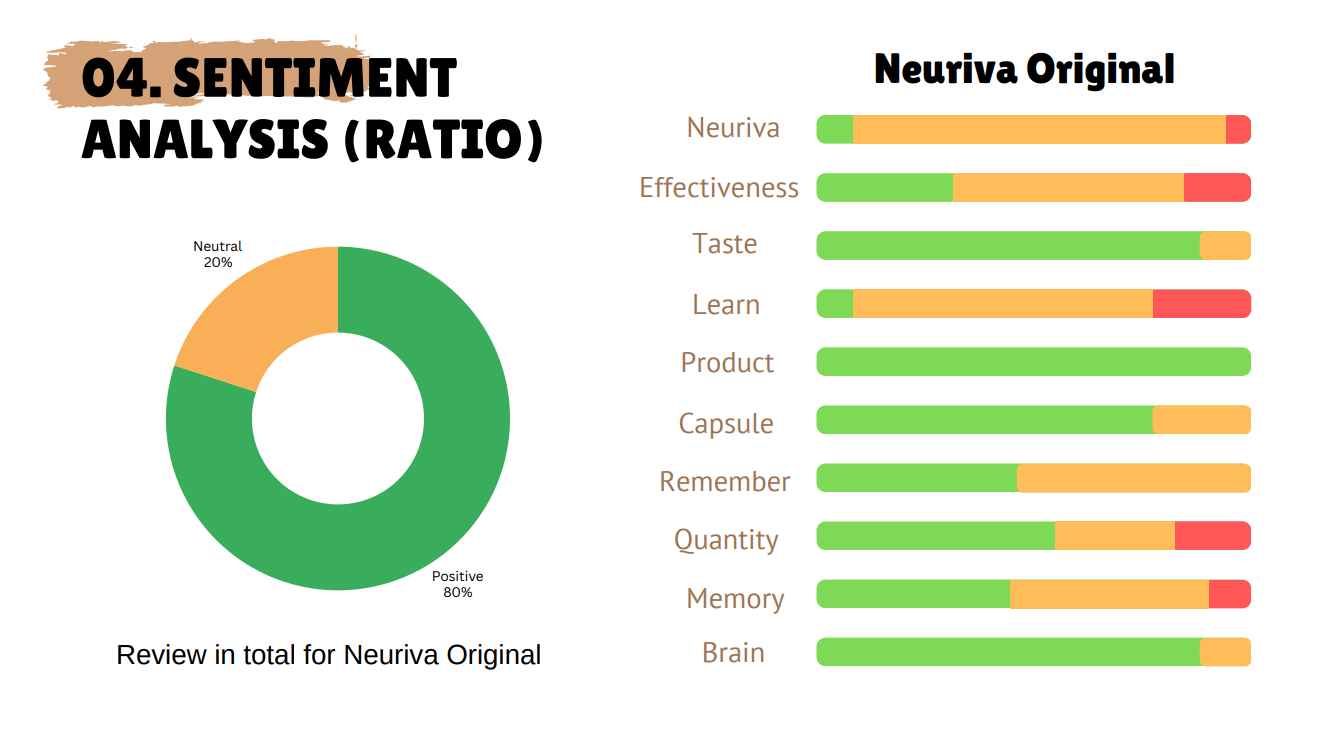 04. SENTIMENT
ANALYSIS (RATIO)
Neutral
20%
Positive
80%
Review in total for Neuriva Original
Neuriva Original
Neuriva
Effectiveness
Taste
Learn
Product
Capsule
Remember
Quantity
Memory
Brain